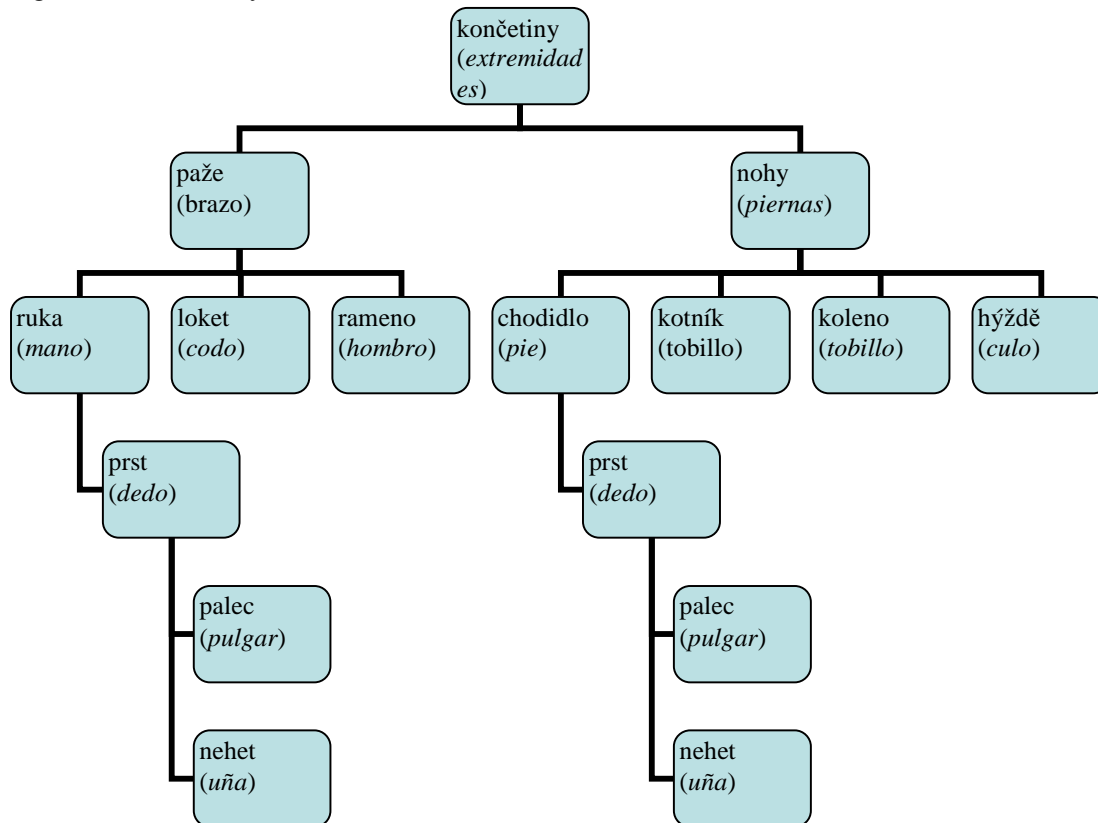 končetiny
(extremidad
es)
paže
(brazo)
nohy
(piernas)
ruka
(mano)
loket
(codo)
rameno
(hombro)
chodidlo
(pie)
kotník
(tobillo)
koleno
(tobillo)
hýždě
(culo)
prst
(dedo)
prst
(dedo)
palec
(pulgar)
palec
(pulgar)
nehet
(uña)
nehet
(uña)